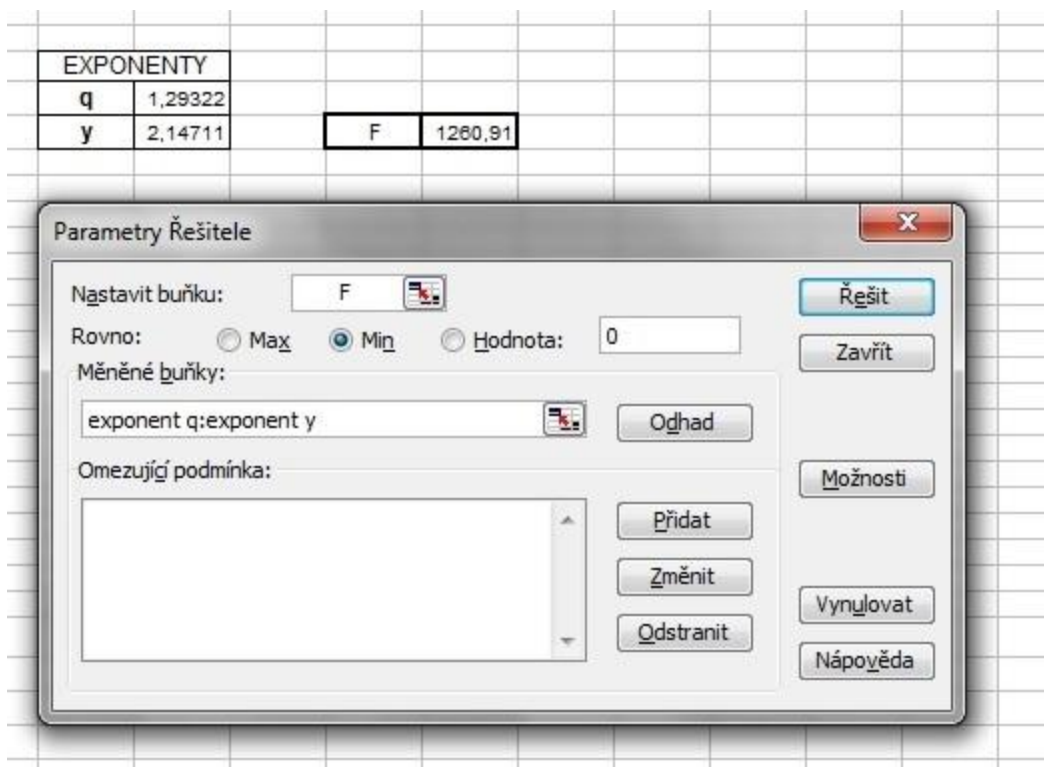 EXPONENTY
q 1,29322
y 2,14711 F 1260,91
Parametry Řešitele
Nastavit buňku: F Řešit
Rovno: Max Min Hodnota: 0 Zavřít
Měněné buňky:
exponent q:exponent y Odhad
Omezující podmínka: Možnosti
Přidat
Změnit
Vynulovat
Odstranit
Nápověda